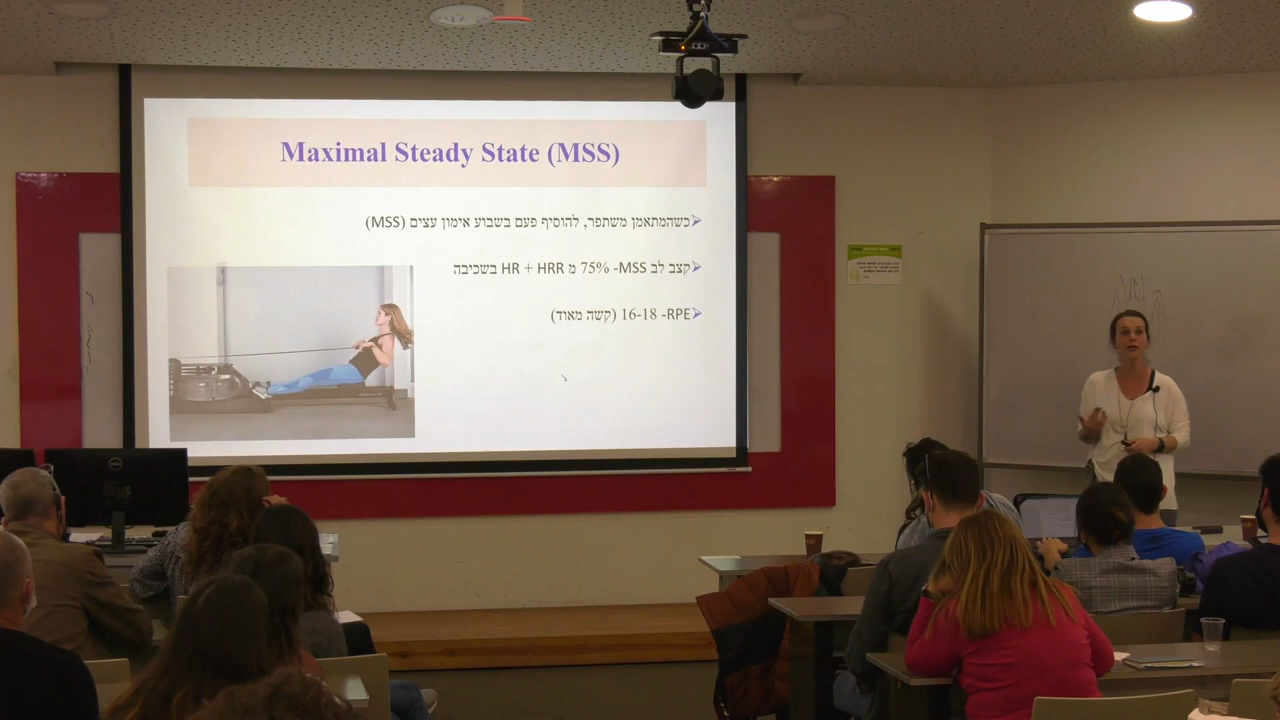 Maximal Steady State (MSS)
כשהמתאמן משתפר, להוסיף פעם בשבוע אימון עצים (MSS)
קצב לב MSS- 75% מ HR + HRR בשכיבה
RPE- 16-18 (קשה מאוד)
DELL